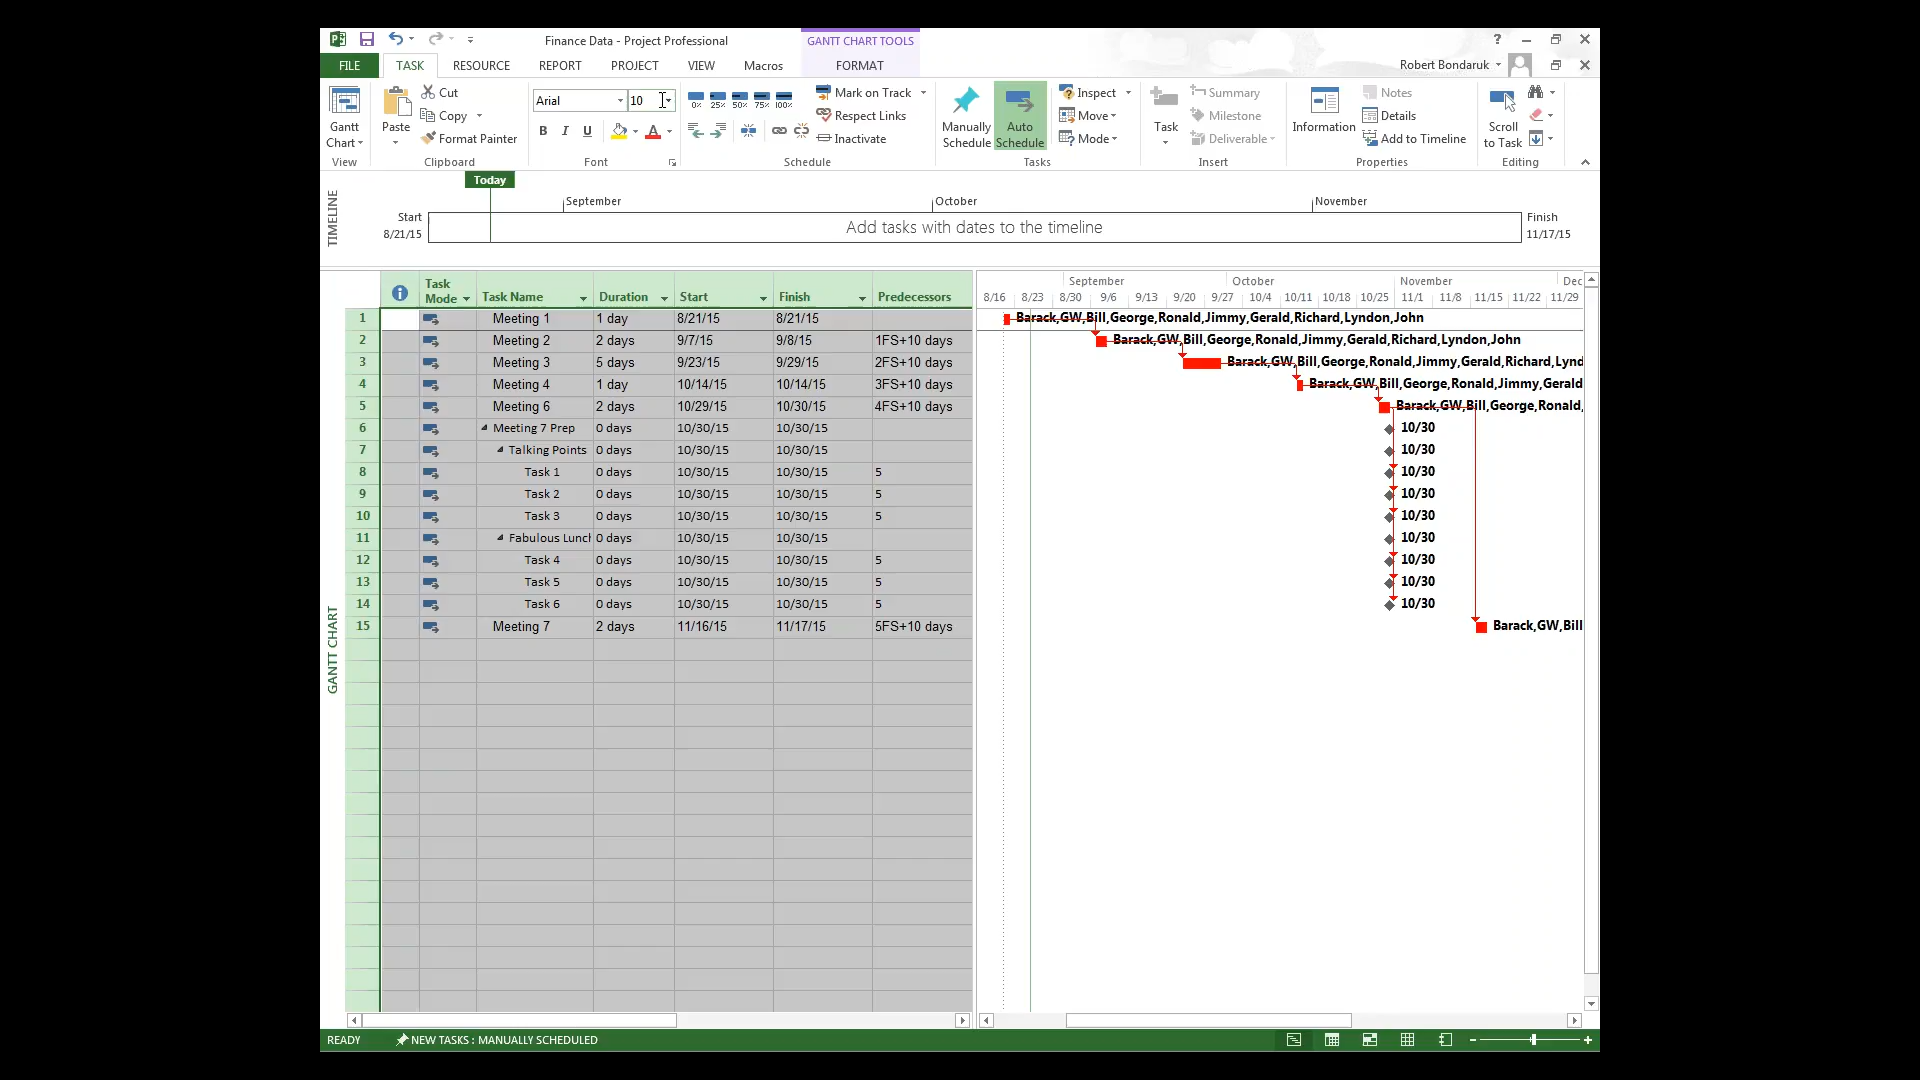 Finance Data - Project Professional
GANTT CHART TOOLS
?
FILE TASK RESOURCE REPORT PROJECT VIEW Macros FORMAT
Robert Bondaruk
Gantt Chart
View
Paste
Cut
Copy
Format Painter
Clipboard
Arial 10
B I U A
Font
0% 25% 50% 75% 100%
Mark on Track
Respect Links
Inactivate
Schedule
Manually Schedule
Auto Schedule
Inspect
Move
Mode
Tasks
Task
Summary
Milestone
Deliverable
Insert
Information
Notes
Details
Add to Timeline
Properties
Scroll to Task
Editing
TIMELINE
Today
September October November
Start
8/21/15
Add tasks with dates to the timeline
Finish
11/17/15
GANTT CHART
Task Mode Task Name Duration Start Finish Predecessors
September October November Dec
8/16 8/23 8/30 9/6 9/13 9/20 9/27 10/4 10/11 10/18 10/25 11/1 11/8 11/15 11/22 11/29
1 Meeting 1 1 day 8/21/15 8/21/15 Barack,GW,Bill,George,Ronald,Jimmy,Gerald,Richard,Lyndon,John
2 Meeting 2 2 days 9/7/15 9/8/15 1FS+10 days Barack,GW,Bill,George,Ronald,Jimmy,Gerald,Richard,Lyndon,John
3 Meeting 3 5 days 9/23/15 9/29/15 2FS+10 days Barack,GW,Bill,George,Ronald,Jimmy,Gerald,Richard,Lynd
4 Meeting 4 1 day 10/14/15 10/14/15 3FS+10 days Barack,GW,Bill,George,Ronald,Jimmy,Gerald
5 Meeting 6 2 days 10/29/15 10/30/15 4FS+10 days Barack,GW,Bill,George,Ronald,
6 Meeting 7 Prep 0 days 10/30/15 10/30/15 10/30
7 Talking Points 0 days 10/30/15 10/30/15 10/30
8 Task 1 0 days 10/30/15 10/30/15 5 10/30
9 Task 2 0 days 10/30/15 10/30/15 5 10/30
10 Task 3 0 days 10/30/15 10/30/15 5 10/30
11 Fabulous Lunch 0 days 10/30/15 10/30/15 10/30
12 Task 4 0 days 10/30/15 10/30/15 5 10/30
13 Task 5 0 days 10/30/15 10/30/15 5 10/30
14 Task 6 0 days 10/30/15 10/30/15 5 10/30
15 Meeting 7 2 days 11/16/15 11/17/15 5FS+10 days Barack,GW,Bill
READY NEW TASKS : MANUALLY SCHEDULED